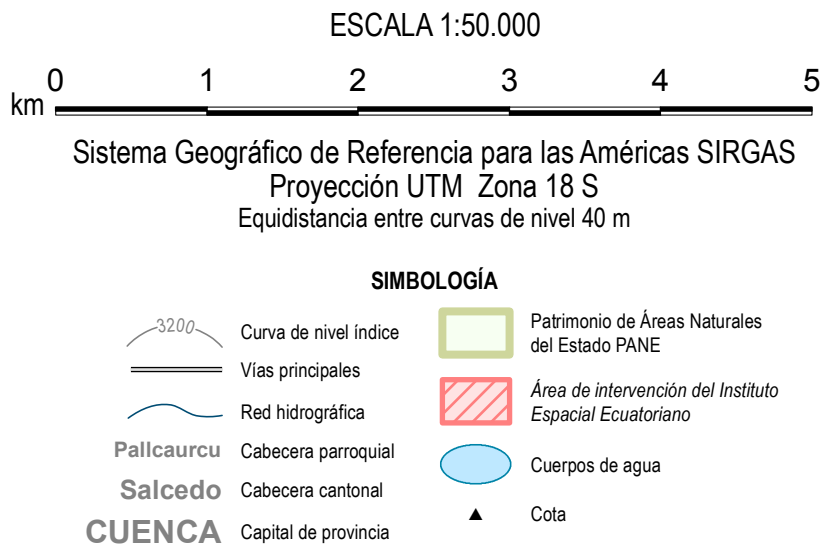 ESCALA 1:50.000
0 1 2 3 4 5
km
Sistema Geográfico de Referencia para las Américas SIRGAS
Proyección UTM Zona 18 S
Equidistancia entre curvas de nivel 40 m
SIMBOLOGÍA
3200 Curva de nivel índice
Vías principales
Red hidrográfica
Pallcaurcu Cabecera parroquial
Salcedo Cabecera cantonal
CUENCA Capital de provincia
Patrimonio de Áreas Naturales
del Estado PANE
Área de intervención del Instituto
Espacial Ecuatoriano
Cuerpos de agua
Cota